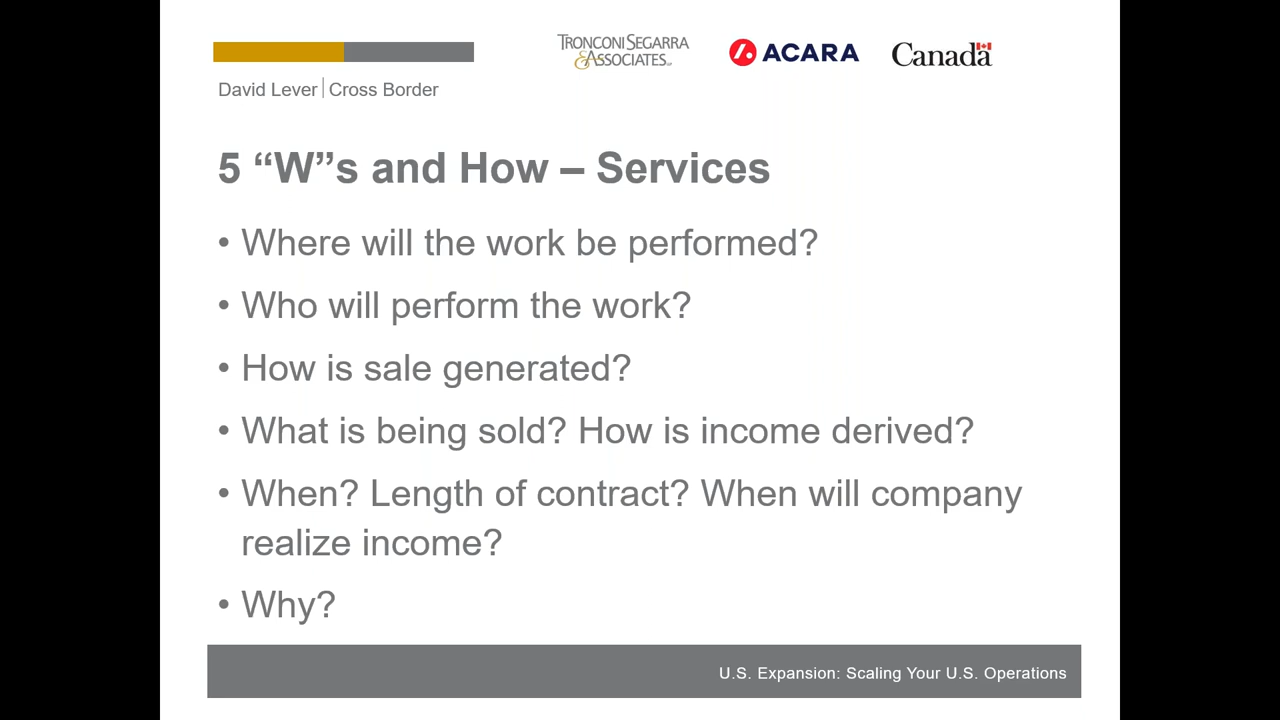 TRONCONI SEGARRA
& ASSOCIATES LLP
ACARA
Canada
David Lever | Cross Border
5 “W”s and How – Services
• Where will the work be performed?
• Who will perform the work?
• How is sale generated?
• What is being sold? How is income derived?
• When? Length of contract? When will company
realize income?
• Why?
U.S. Expansion: Scaling Your U.S. Operations